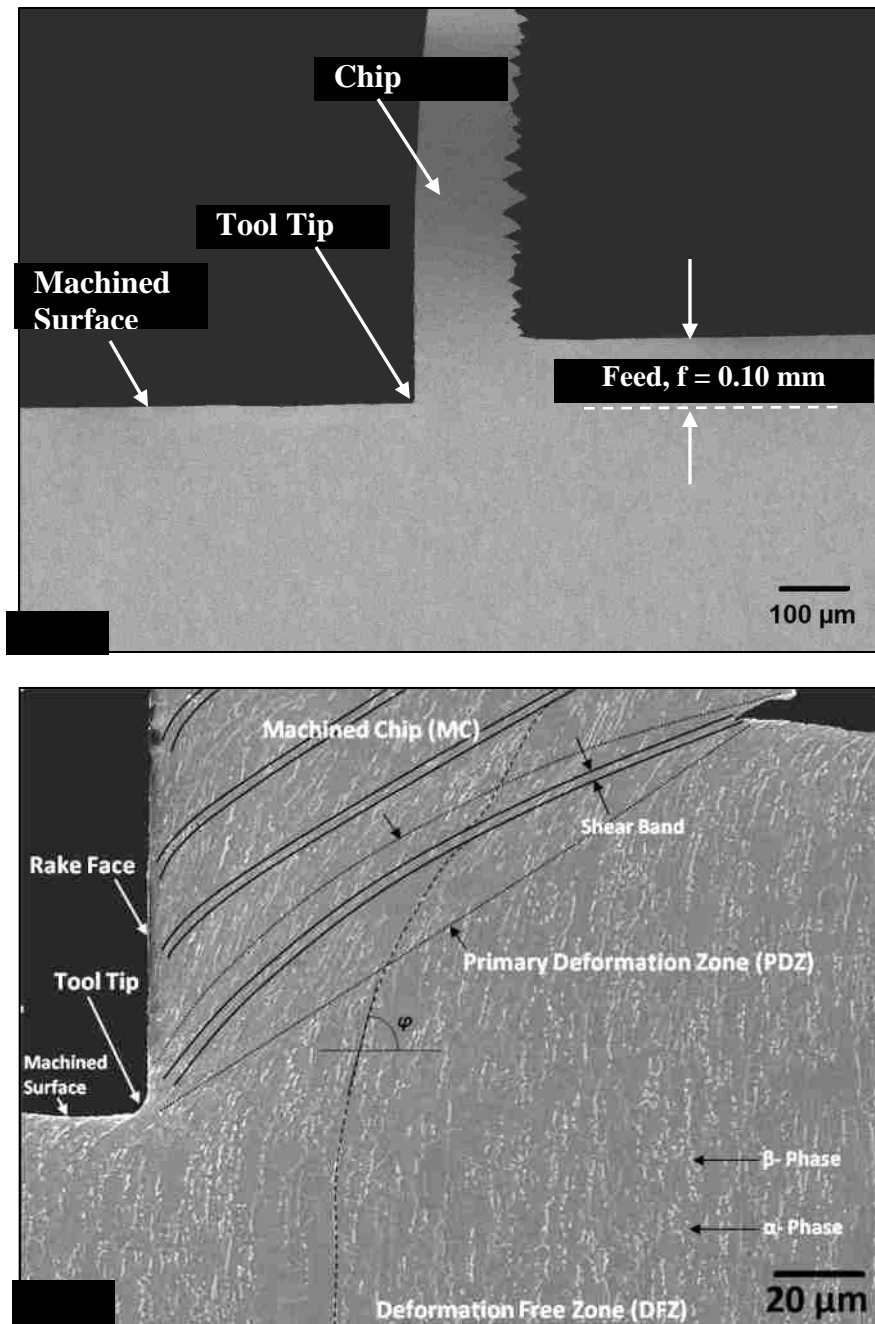 Chip
Tool Tip
Machined
Surface
Feed, f = 0.10 mm
100 µm
Machined Chip (MC)
Shear Band
Rake Face
Primary Deformation Zone (PDZ)
Tool Tip
φ
Machined
Surface
β- Phase
α- Phase
20 µm
Deformation Free Zone (DFZ)